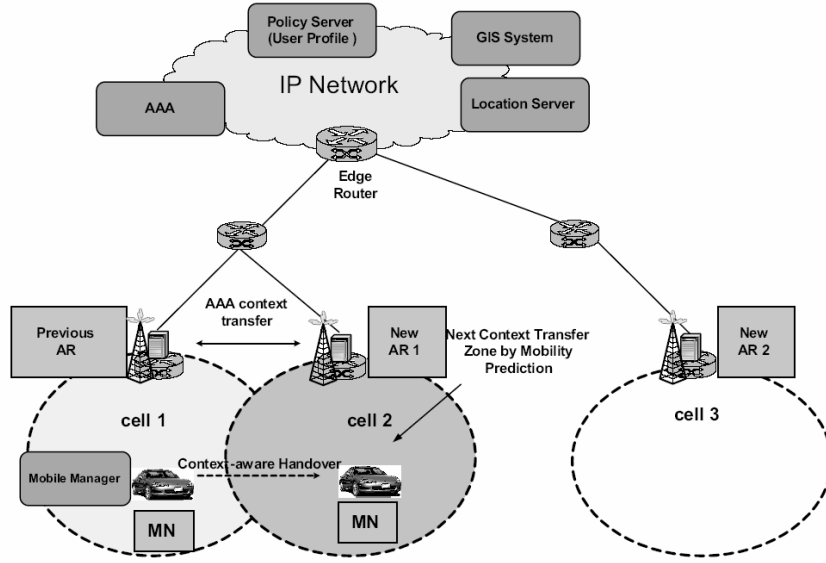 Policy Server
(User Profile )
GIS System
IP Network
AAA
Location Server
Edge
Router
AAA context
transfer
Previous
AR
New
AR 1
Next Context Transfer
Zone by Mobility
Prediction
New
AR 2
cell 1
cell 2
cell 3
Mobile Manager
Context-aware Handover
MN
MN